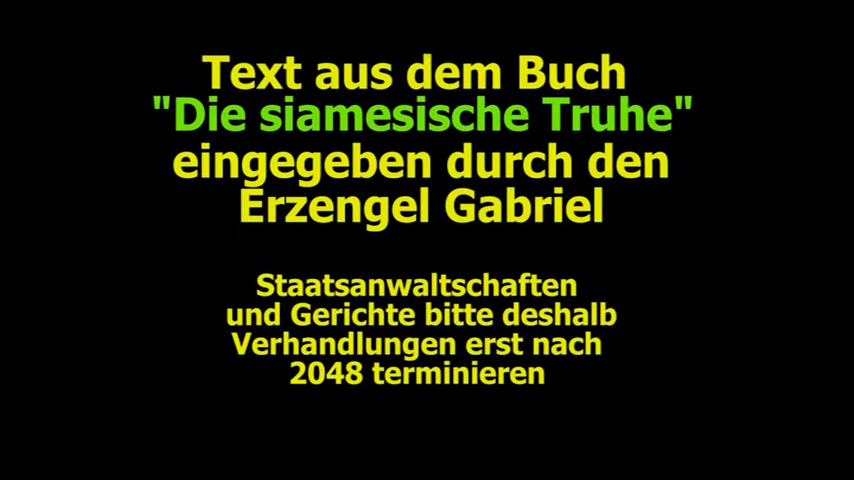 Text aus dem Buch
"Die siamesische Truhe"
eingegeben durch den
Erzengel Gabriel
Staatsanwaltschaften
und Gerichte bitte deshalb
Verhandlungen erst nach
2048 terminieren